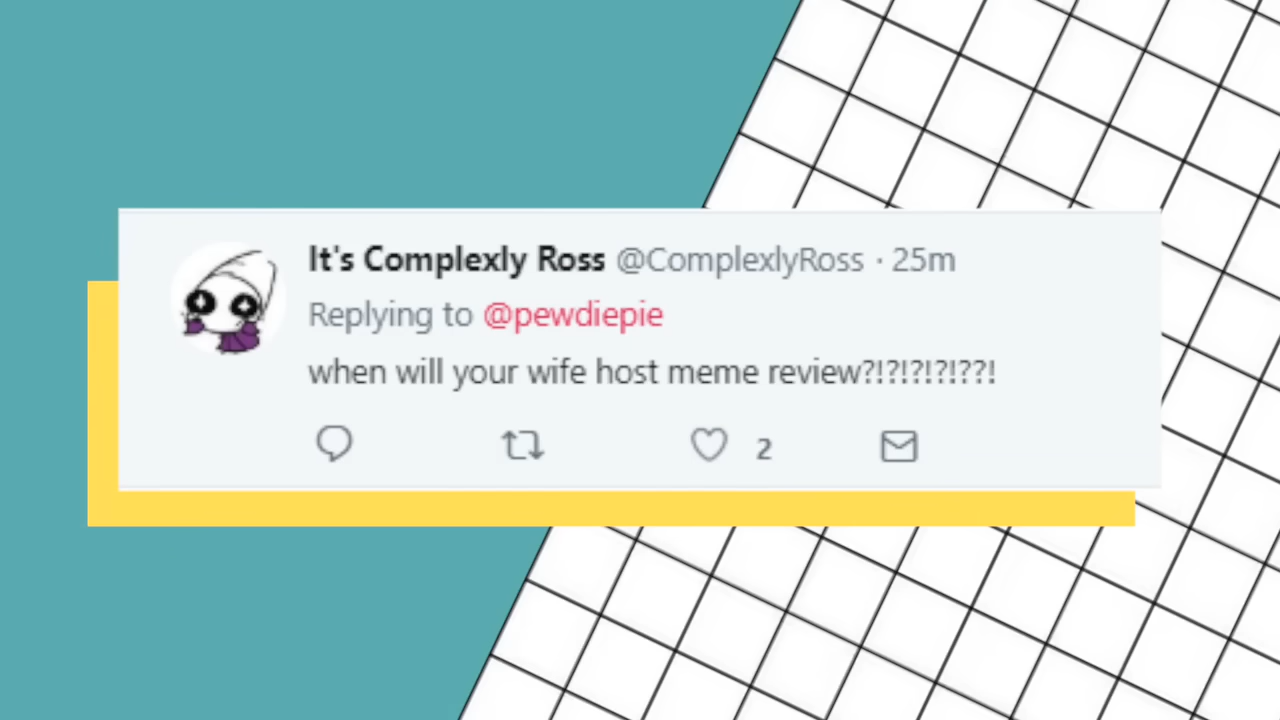 It's Complexly Ross @ComplexlyRoss · 25m
Replying to @pewdiepie
when will your wife host meme review?!?!?!?!??!
2